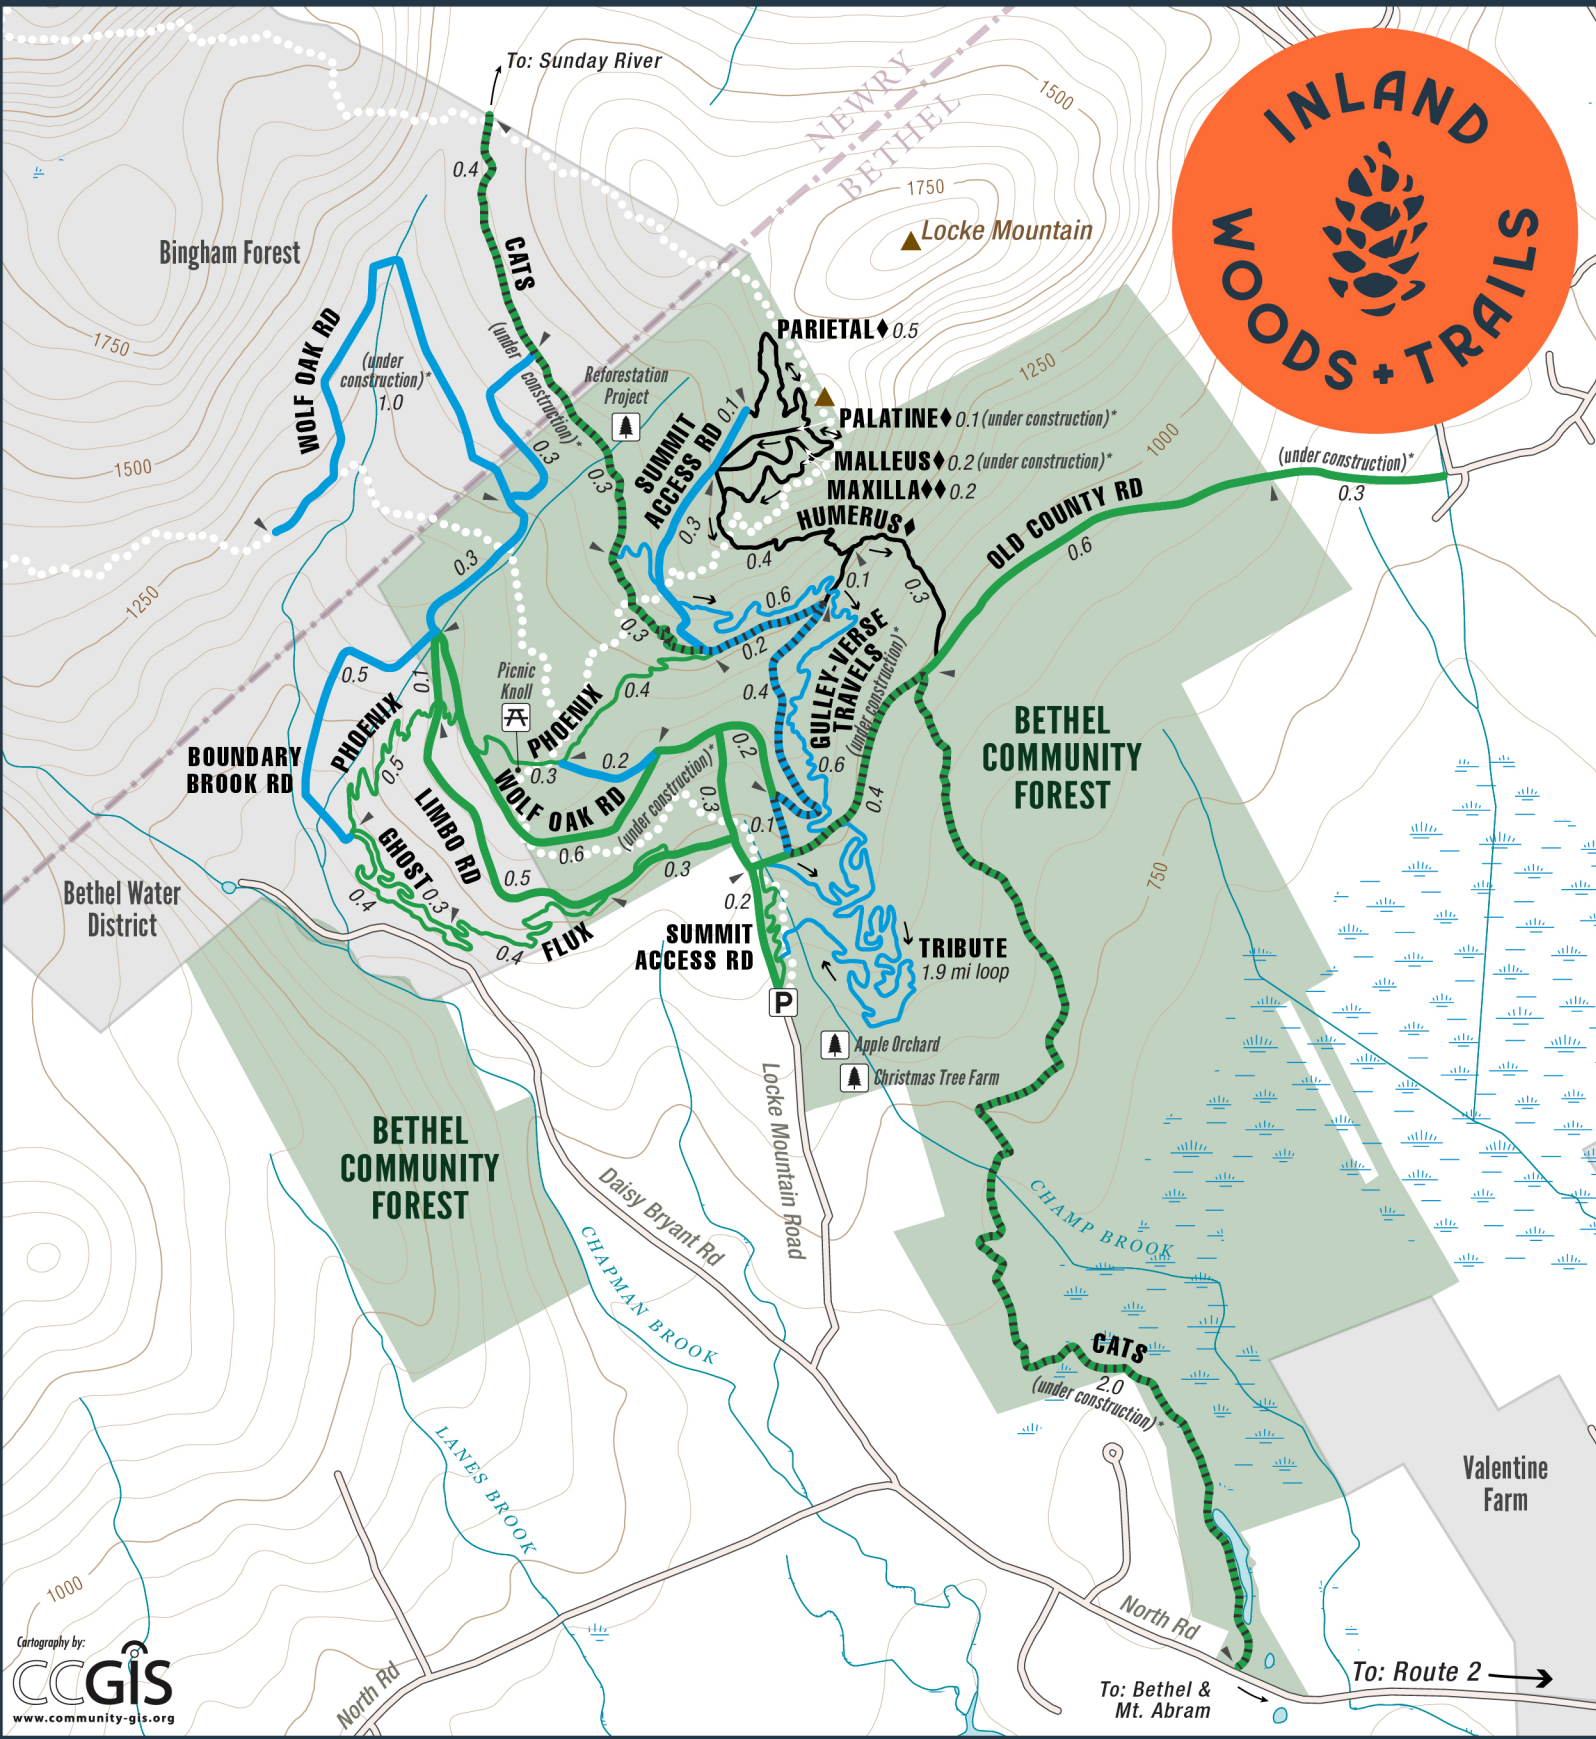 To: Sunday River
INLAND
WOODS + TRAILS
NEWRY
BETHEL
1500
1750
Locke Mountain
0.4
CATS
Bingham Forest
WOLF OAK RD
(under
construction)*
1.0
1750
1500
1250
(under
construction)*
0.3
0.3
Reforestation
Project
SUMMIT
ACCESS RD
0.1
0.3
PARIETAL♦ 0.5
PALATINE♦ 0.1 (under construction)*
MALLEUS♦ 0.2 (under construction)*
MAXILLA♦♦ 0.2
HUMERUS♦
0.4
0.1
0.3
1250
1000
OLD COUNTY RD
0.6
(under construction)*
0.3
0.3
0.3
0.6
0.2
0.4
0.4
GULLEY-VERSE
TRAVELS
(under construction)*
0.6
0.4
Picnic
Knoll
PHOENIX
0.3
0.2
0.5
0.1
PHOENIX
0.5
BOUNDARY
BROOK RD
LIMBO RD
WOLF OAK RD
0.6
(under construction)*
0.2
0.3
0.1
0.3
0.5
GHOST
0.3
0.4
0.4
FLUX
0.2
SUMMIT
ACCESS RD
P
TRIBUTE
1.9 mi loop
BETHEL
COMMUNITY
FOREST
750
Bethel Water
District
Apple Orchard
Christmas Tree Farm
Locke Mountain Road
BETHEL
COMMUNITY
FOREST
Daisy Bryant Rd
CHAPMAN BROOK
CHAMP BROOK
CATS
2.0
(under construction)*
LANES BROOK
Valentine
Farm
1000
North Rd
North Rd
To: Route 2
To: Bethel &
Mt. Abram
Cartography by:
CCGIS
www.community-gis.org